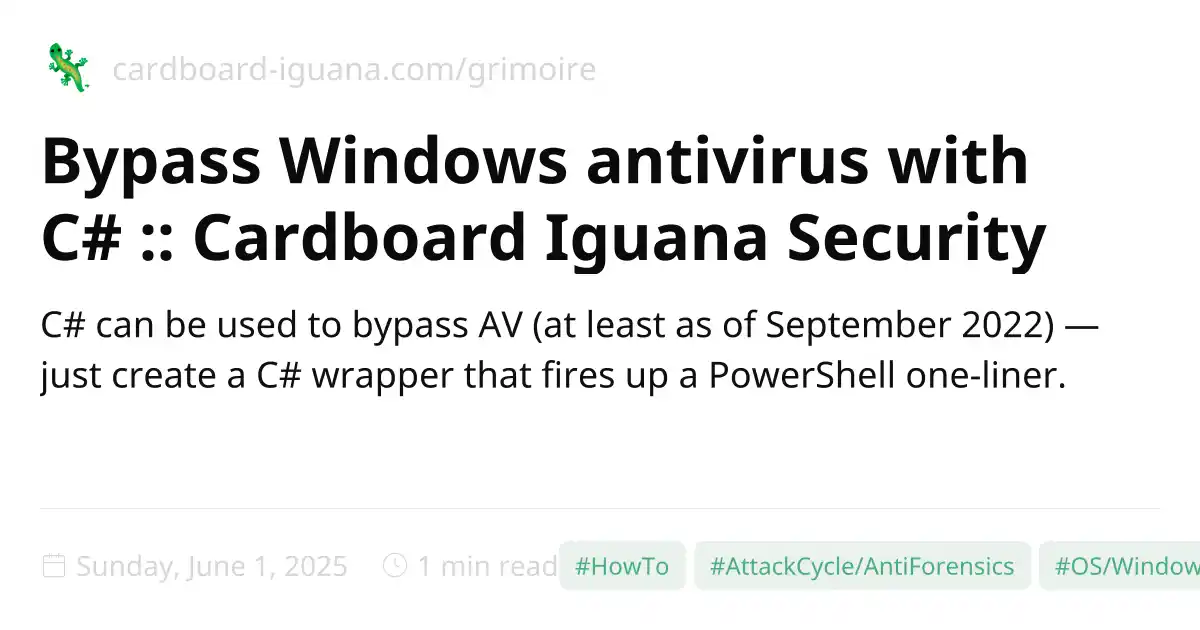 cardboard-iguana.com/grimoire
Bypass Windows antivirus with
C# :: Cardboard Iguana Security
C# can be used to bypass AV (at least as of September 2022) —
just create a C# wrapper that fires up a PowerShell one-liner.
Sunday, June 1, 2025 1 min read #HowTo #AttackCycle/AntiForensics #OS/Window